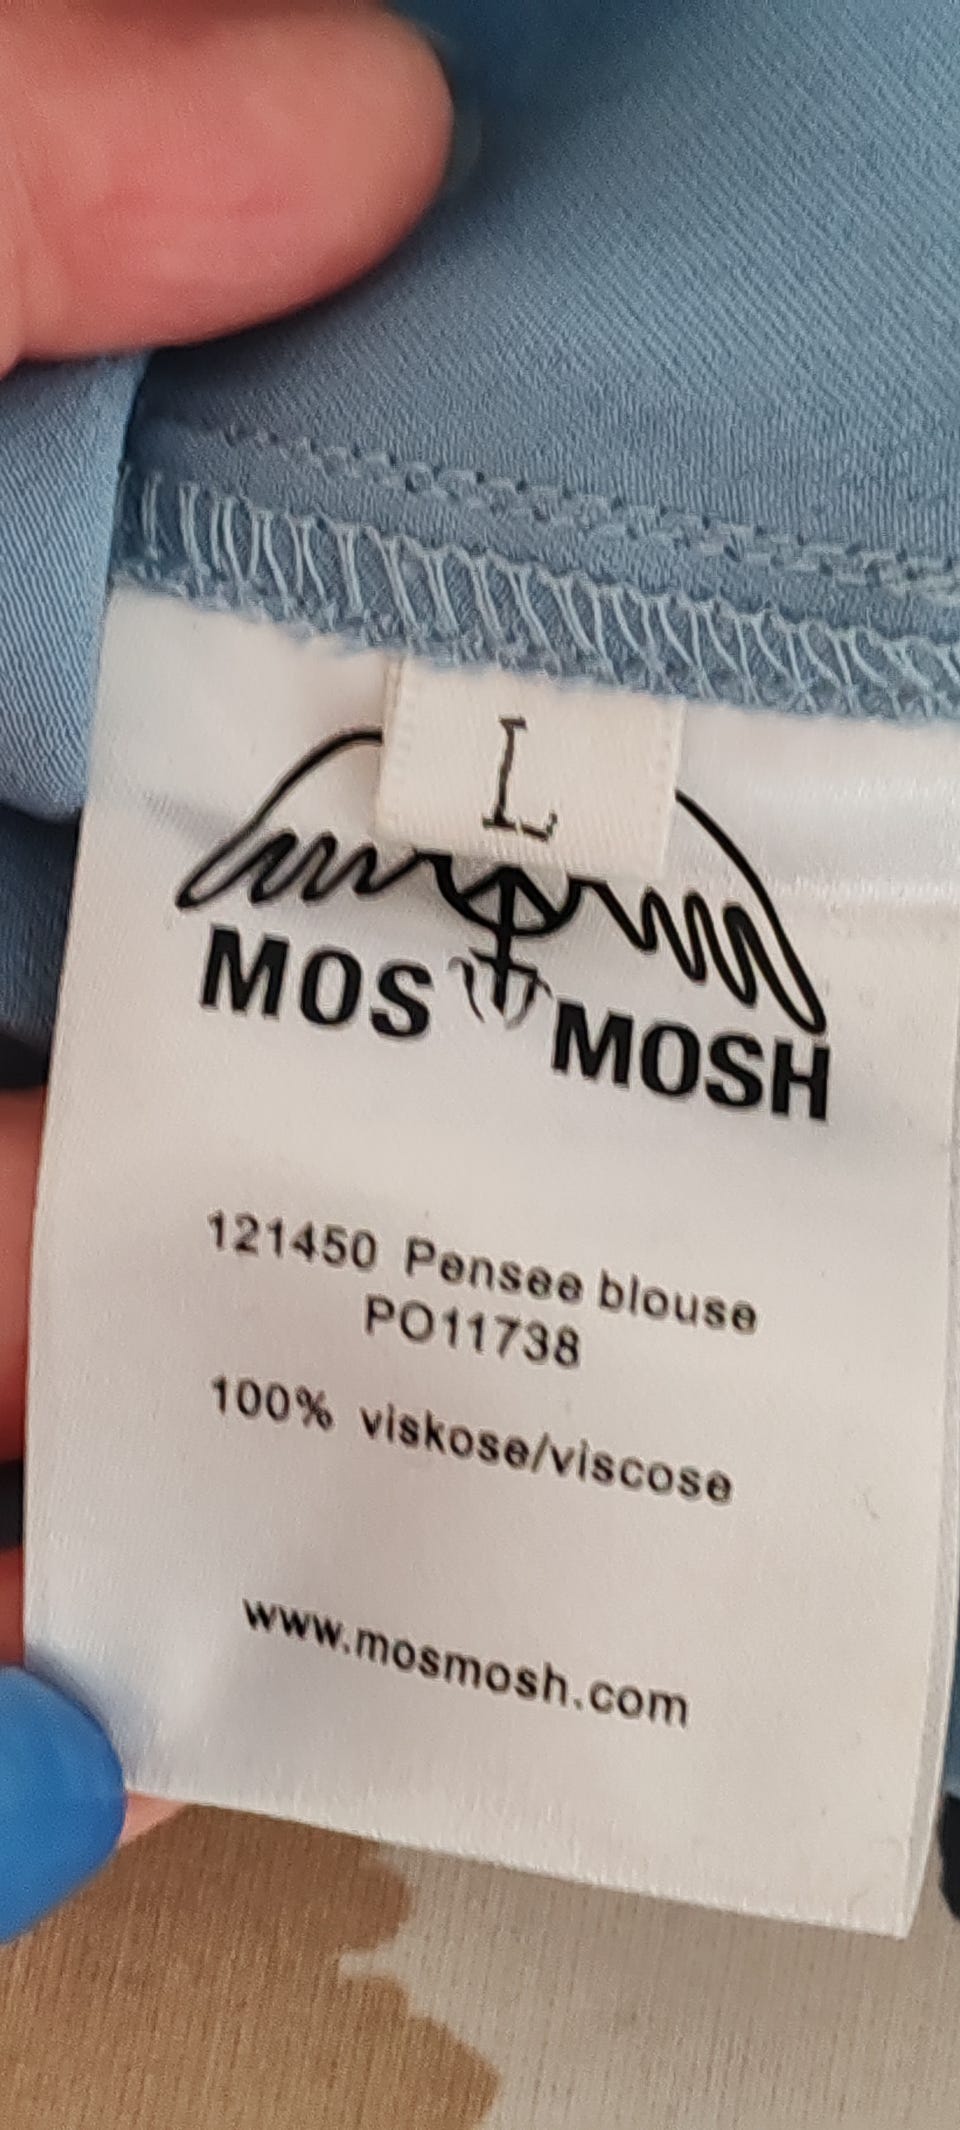 L
MOS MOSH
121450 Pensee blouse
PO11738
100% viskose/viscose
www.mosmosh.com